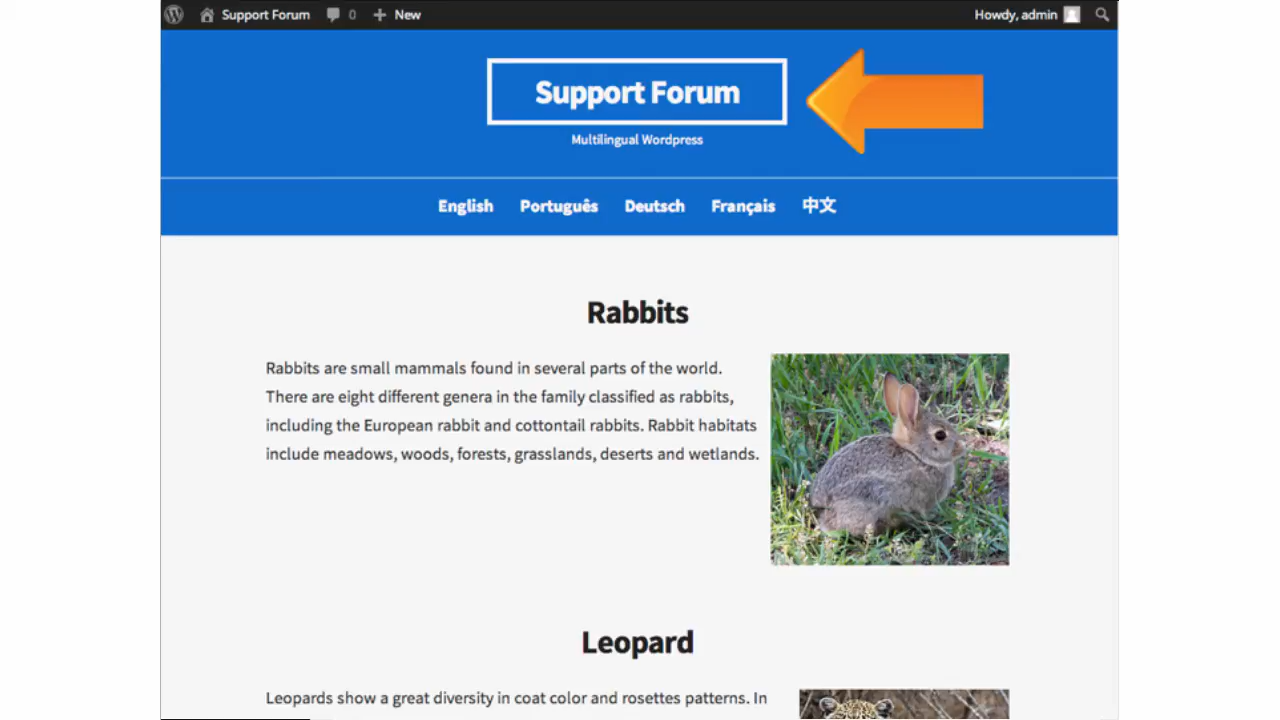 Support Forum 0 New Howdy, admin
Support Forum
Multilingual Wordpress
English Português Deutsch Français 中文
Rabbits
Rabbits are small mammals found in several parts of the world.
There are eight different genera in the family classified as rabbits,
including the European rabbit and cottontail rabbits. Rabbit habitats
include meadows, woods, forests, grasslands, deserts and wetlands.
Leopard
Leopards show a great diversity in coat color and rosettes patterns. In